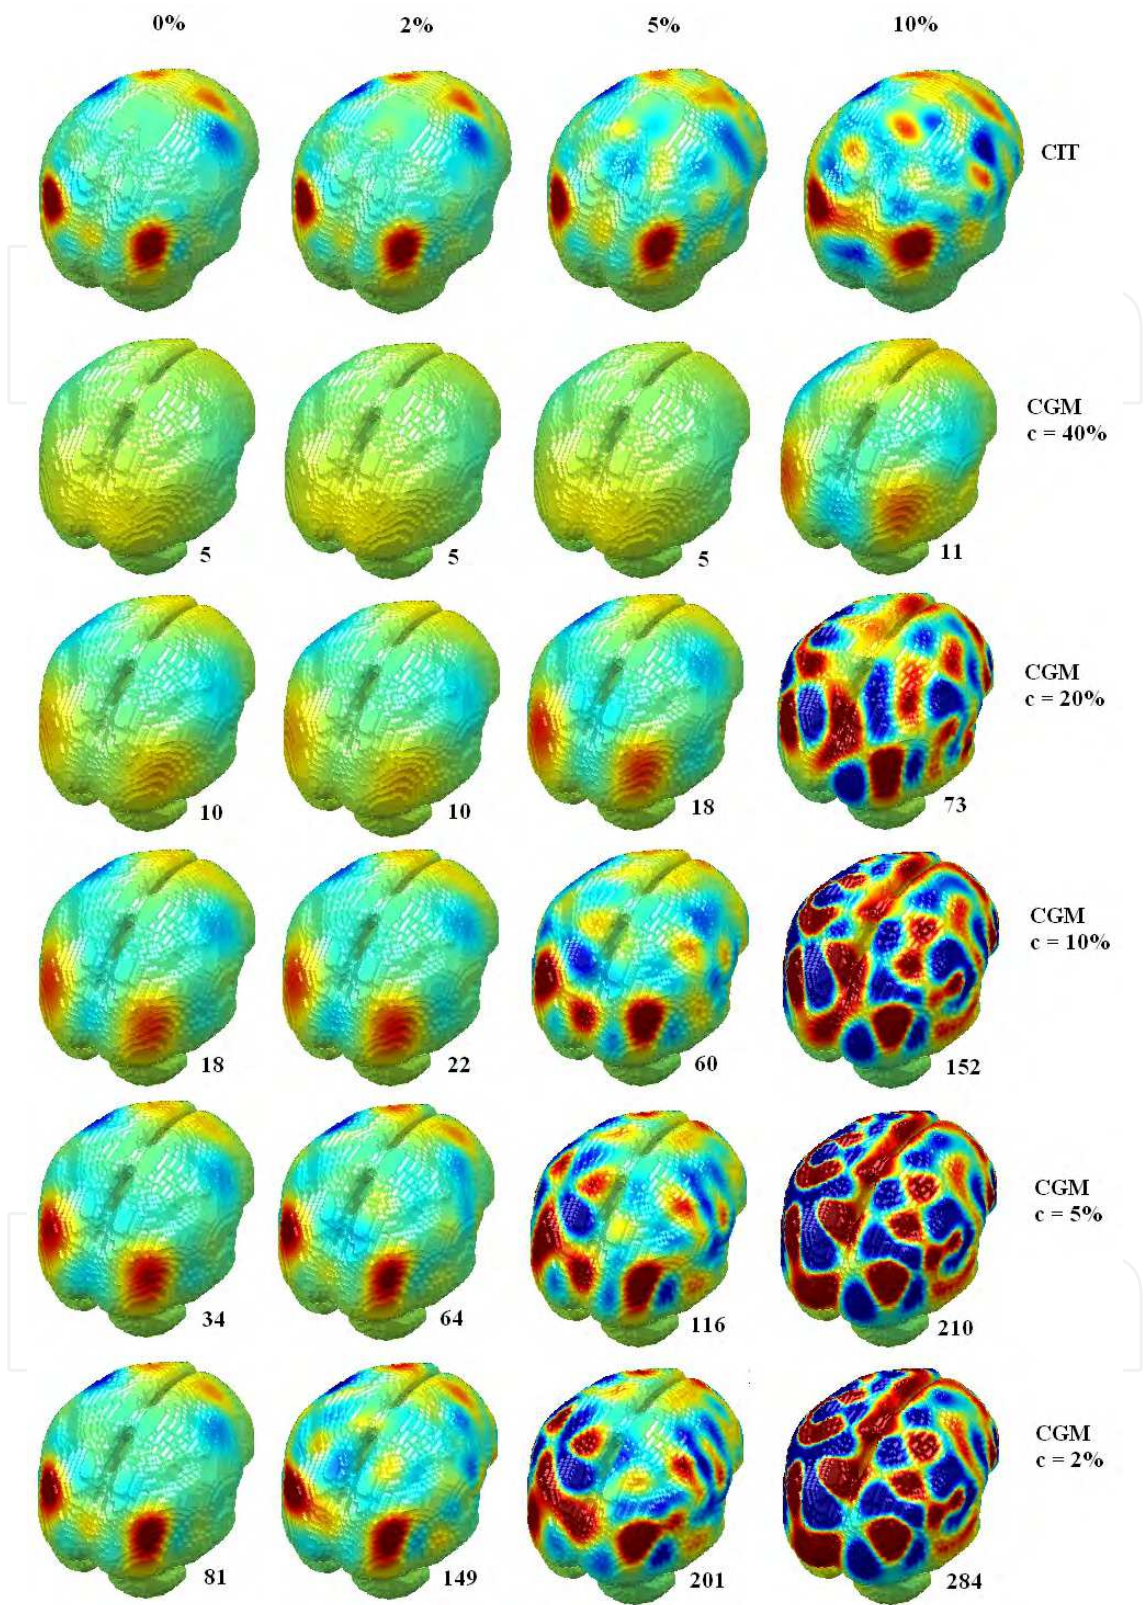 0% 2% 5% 10%
CIT
CGM
c = 40%
5 5 5 11
CGM
c = 20%
10 10 18 73
CGM
c = 10%
18 22 60 152
CGM
c = 5%
34 64 116 210
CGM
c = 2%
81 149 201 284